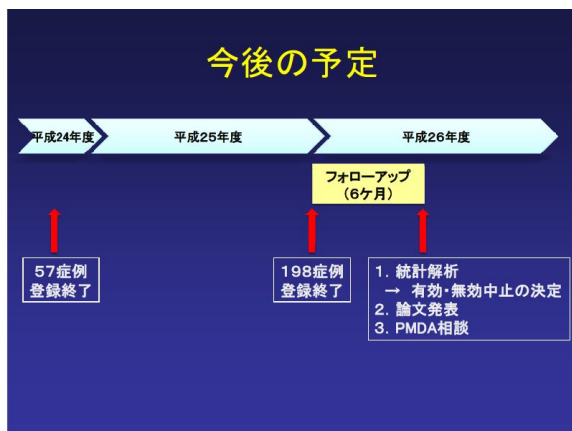 今後の予定
平成24年度
平成25年度
平成26年度
フォローアップ
(6ケ月)
57症例
登録終了
198症例
登録終了
1. 統計解析
→ 有効・無効中止の決定
2. 論文発表
3. PMDA相談